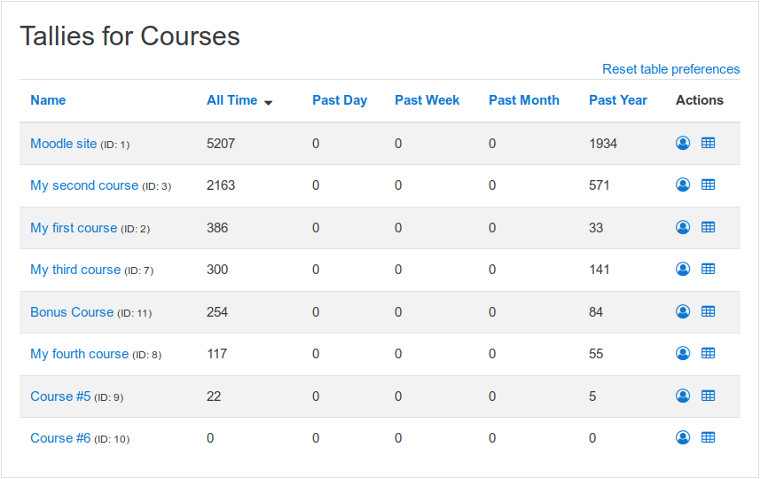 Tallies for Courses
Reset table preferences
Name All Time Past Day Past Week Past Month Past Year Actions
Moodle site (ID: 1) 5207 0 0 0 1934
My second course (ID: 3) 2163 0 0 0 571
My first course (ID: 2) 386 0 0 0 33
My third course (ID: 7) 300 0 0 0 141
Bonus Course (ID: 11) 254 0 0 0 84
My fourth course (ID: 8) 117 0 0 0 55
Course #5 (ID: 9) 22 0 0 0 5
Course #6 (ID: 10) 0 0 0 0 0